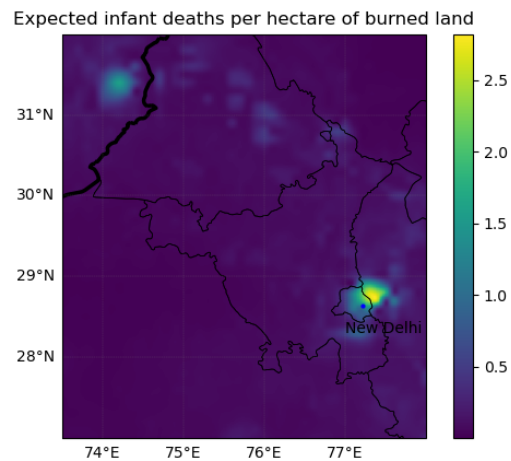 Expected infant deaths per hectare of burned land
31°N
30°N
29°N
28°N
74°E
75°E
76°E
77°E
New Delhi
2.5
2.0
1.5
1.0
0.5